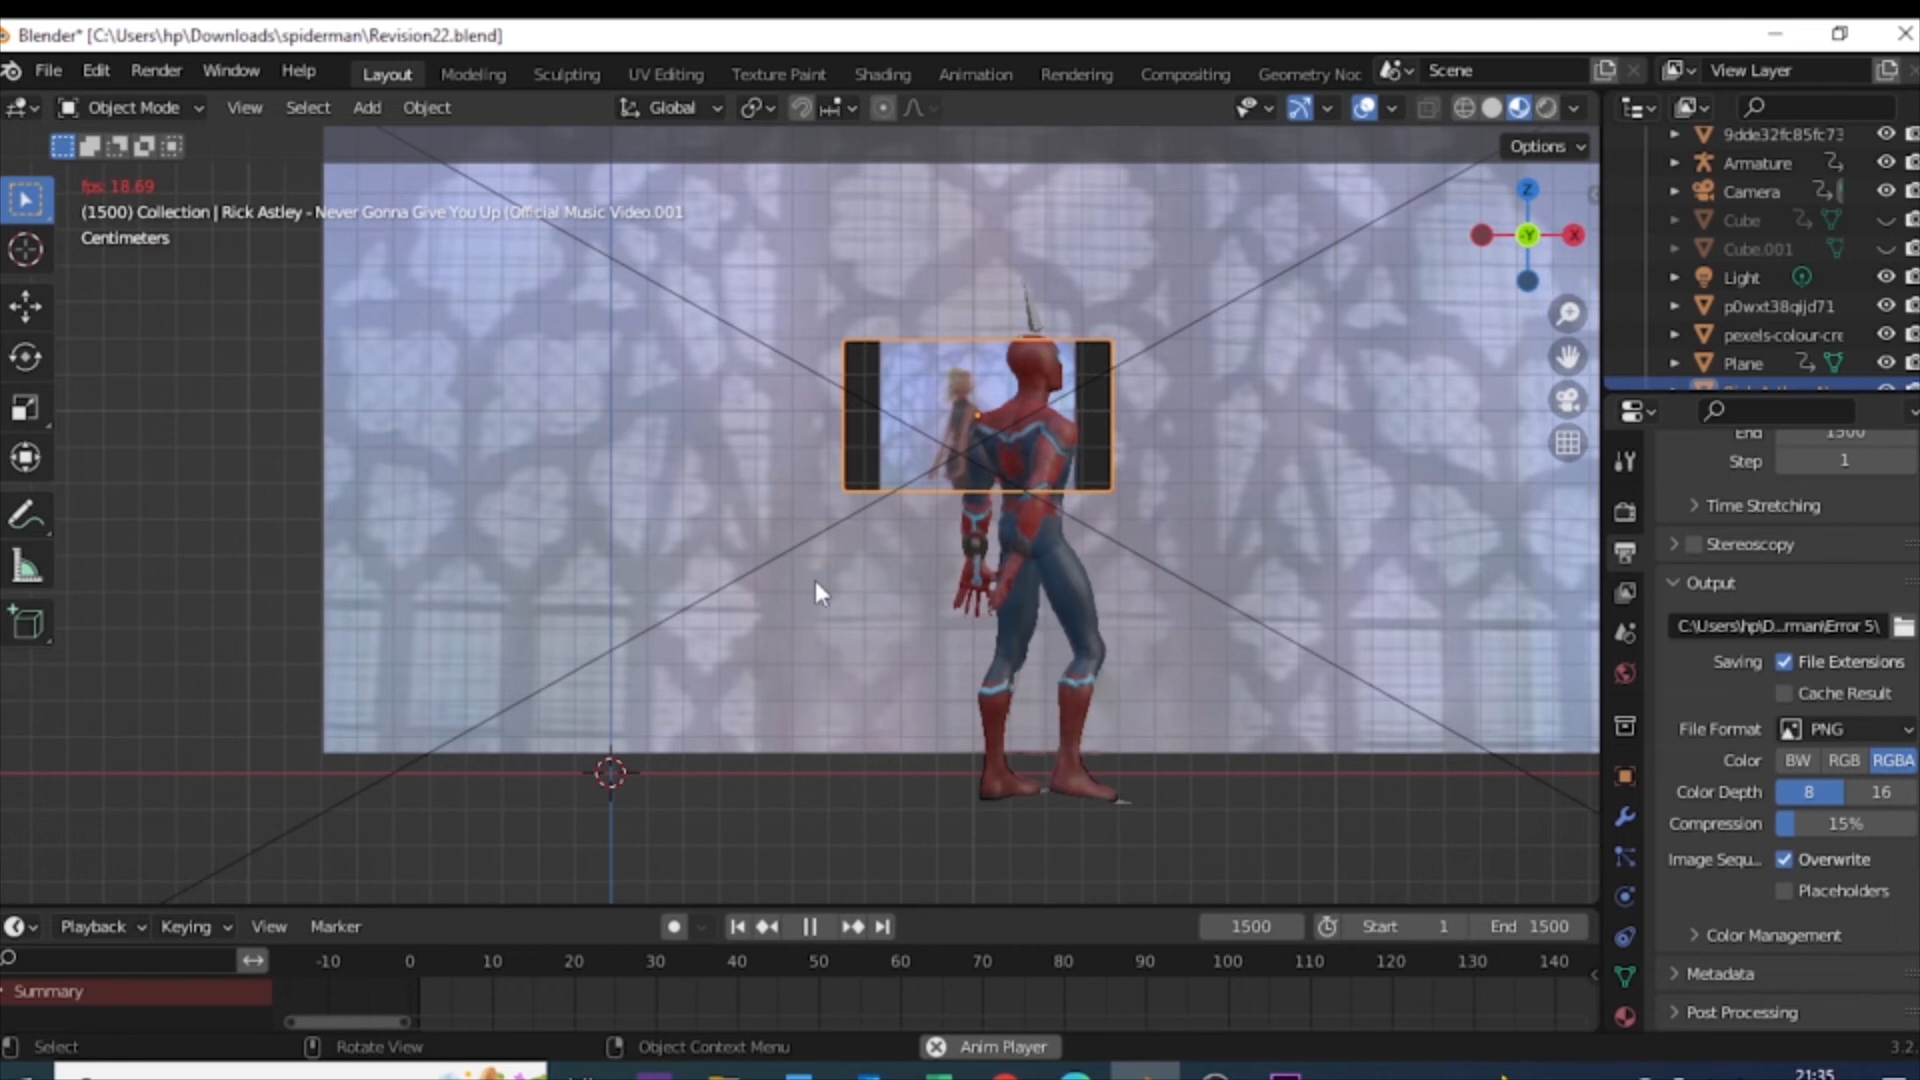 Blender* [C:\Users\hp\Downloads\spiderman\Revision22.blend]
File Edit Render Window Help Layout Modeling Sculpting UV Editing Texture Paint Shading Animation Rendering Compositing Geometry Noc Scene View Layer
Object Mode View Select Add Object Global
Options
fps: 18.69
(1500) Collection | Rick Astley - Never Gonna Give You Up (Official Music Video.001
Centimeters
Z
Y
X
9dde32fc85fc73
Armature
Camera
Cube
Cube.001
Light
p0wxt38qijd71
pexels-colour-cre
Plane
End 1500
Step 1
Time Stretching
Stereoscopy
Output
C:\Users\hp\D...rman\Error 5\
Saving File Extensions
Cache Result
File Format PNG
Color BW RGB RGBA
Color Depth 8 16
Compression 15%
Image Sequ... Overwrite
Placeholders
Color Management
Metadata
Post Processing
Playback Keying View Marker 1500 Start 1 End 1500
-10 0 10 20 30 40 50 60 70 80 90 100 110 120 130 140
Summary
Select Rotate View Object Context Menu Anim Player 3.2.
21:35